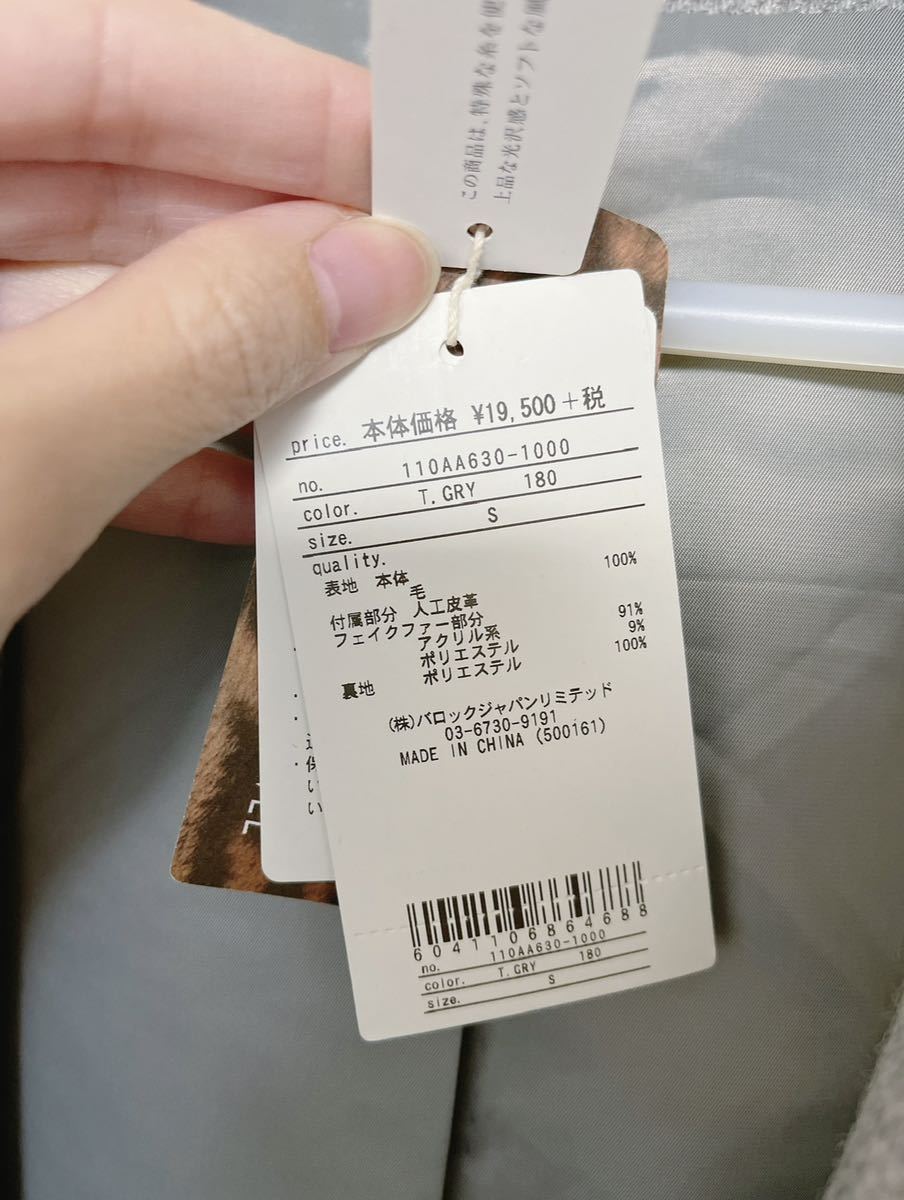 この商品は、特殊な糸を使
上品な光沢感とソフトな
price. 本体価格 ¥19,500+税
no. 110AA630-1000
color. T.GRY 180
size. S
quality.
表地 本体 100%
毛
付属部分 人工皮革
フェイクファー部分
アクリル系 91%
ポリエステル 9%
裏地 ポリエステル 100%
(株)バロックジャパンリミテッド
03-6730-9191
MADE IN CHINA (500161)
6041106864688
no. 110AA630-1000
color. T.GRY 180
size. S